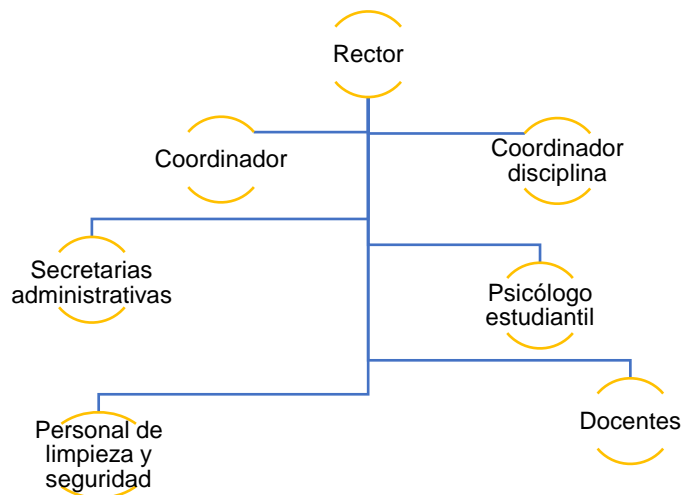 Rector
Coordinador
Coordinador
disciplina
Secretarias
administrativas
Psicólogo
estudiantil
Docentes
Personal de
limpieza y
seguridad